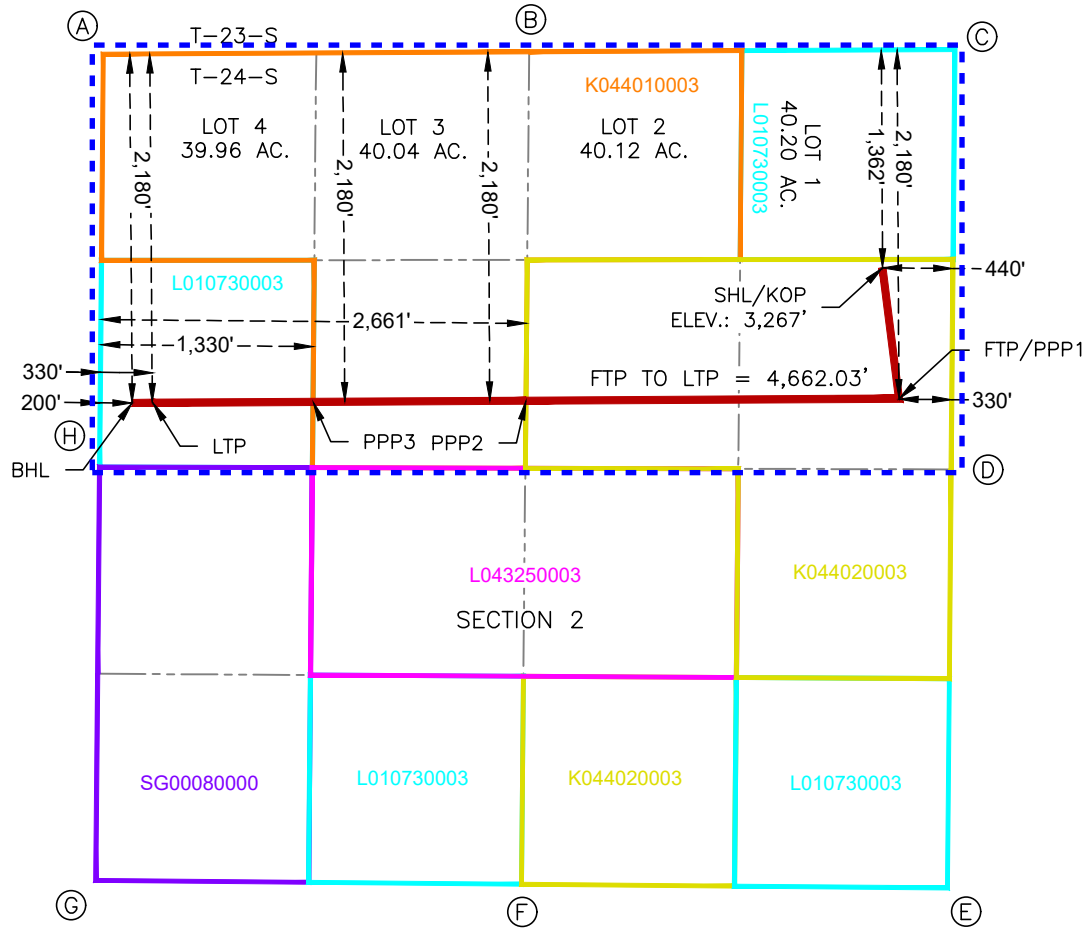 A
B
C
T-23-S
T-24-S
K044010003
LOT 4
39.96 AC.
LOT 3
40.04 AC.
LOT 2
40.12 AC.
LOT 1
40.20 AC.
L010730003
2,180'
2,180'
2,180'
2,180'
1,362'
2,180'
L010730003
440'
SHL/KOP
ELEV.: 3,267'
2,661'
1,330'
FTP/PPP1
330'
FTP TO LTP = 4,662.03'
200'
330'
H
LTP
PPP3
PPP2
BHL
D
L043250003
K044020003
SECTION 2
SG00080000
L010730003
K044020003
L010730003
G
F
E